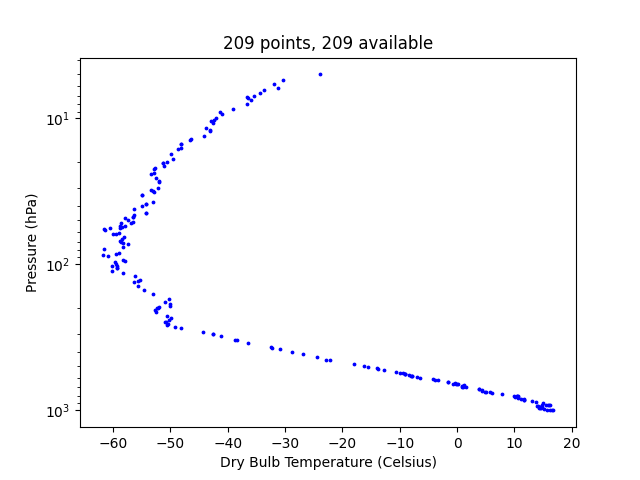 209 points, 209 available
10¹
10²
10³
Pressure (hPa)
−60 −50 −40 −30 −20 −10 0 10 20
Dry Bulb Temperature (Celsius)